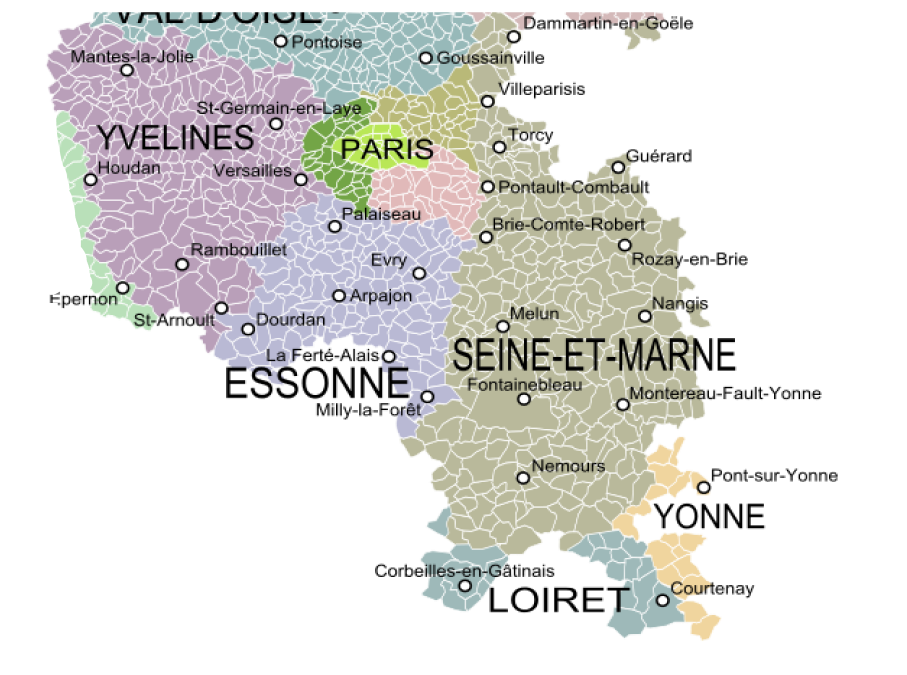 VAL D'OISE
Dammartin-en-Goële
Pontoise
Goussainville
Mantes-la-Jolie
Villeparisis
St-Germain-en-Laye
YVELINES
PARIS
Torcy
Guérard
Houdan
Versailles
Pontault-Combault
Palaiseau
Brie-Comte-Robert
Rambouillet
Evry
Rozay-en-Brie
Épernon
Arpajon
Nangis
St-Arnoult
Dourdan
Melun
La Ferté-Alais
SEINE-ET-MARNE
ESSONNE
Fontainebleau
Montereau-Fault-Yonne
Milly-la-Forêt
Nemours
Pont-sur-Yonne
YONNE
Corbeilles-en-Gâtinais
Courtenay
LOIRET